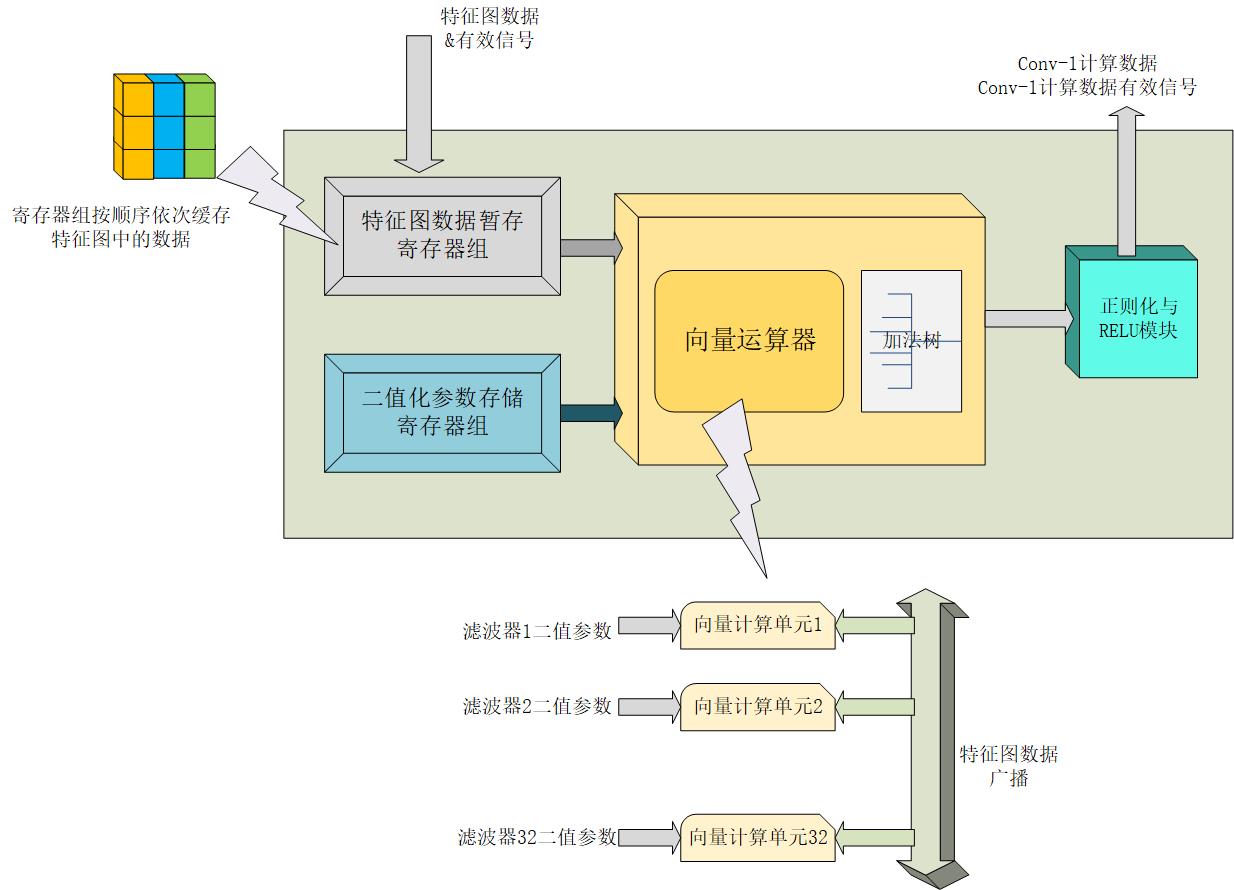 特征图数据
&有效信号
Conv-1计算数据
Conv-1计算数据有效信号
寄存器组按顺序依次缓存
特征图中的数据
特征图数据暂存
寄存器组
向量运算器
加法树
正则化与
RELU模块
二值化参数存储
寄存器组
滤波器1二值参数
向量计算单元1
滤波器2二值参数
向量计算单元2
特征图数据
广播
滤波器32二值参数
向量计算单元32